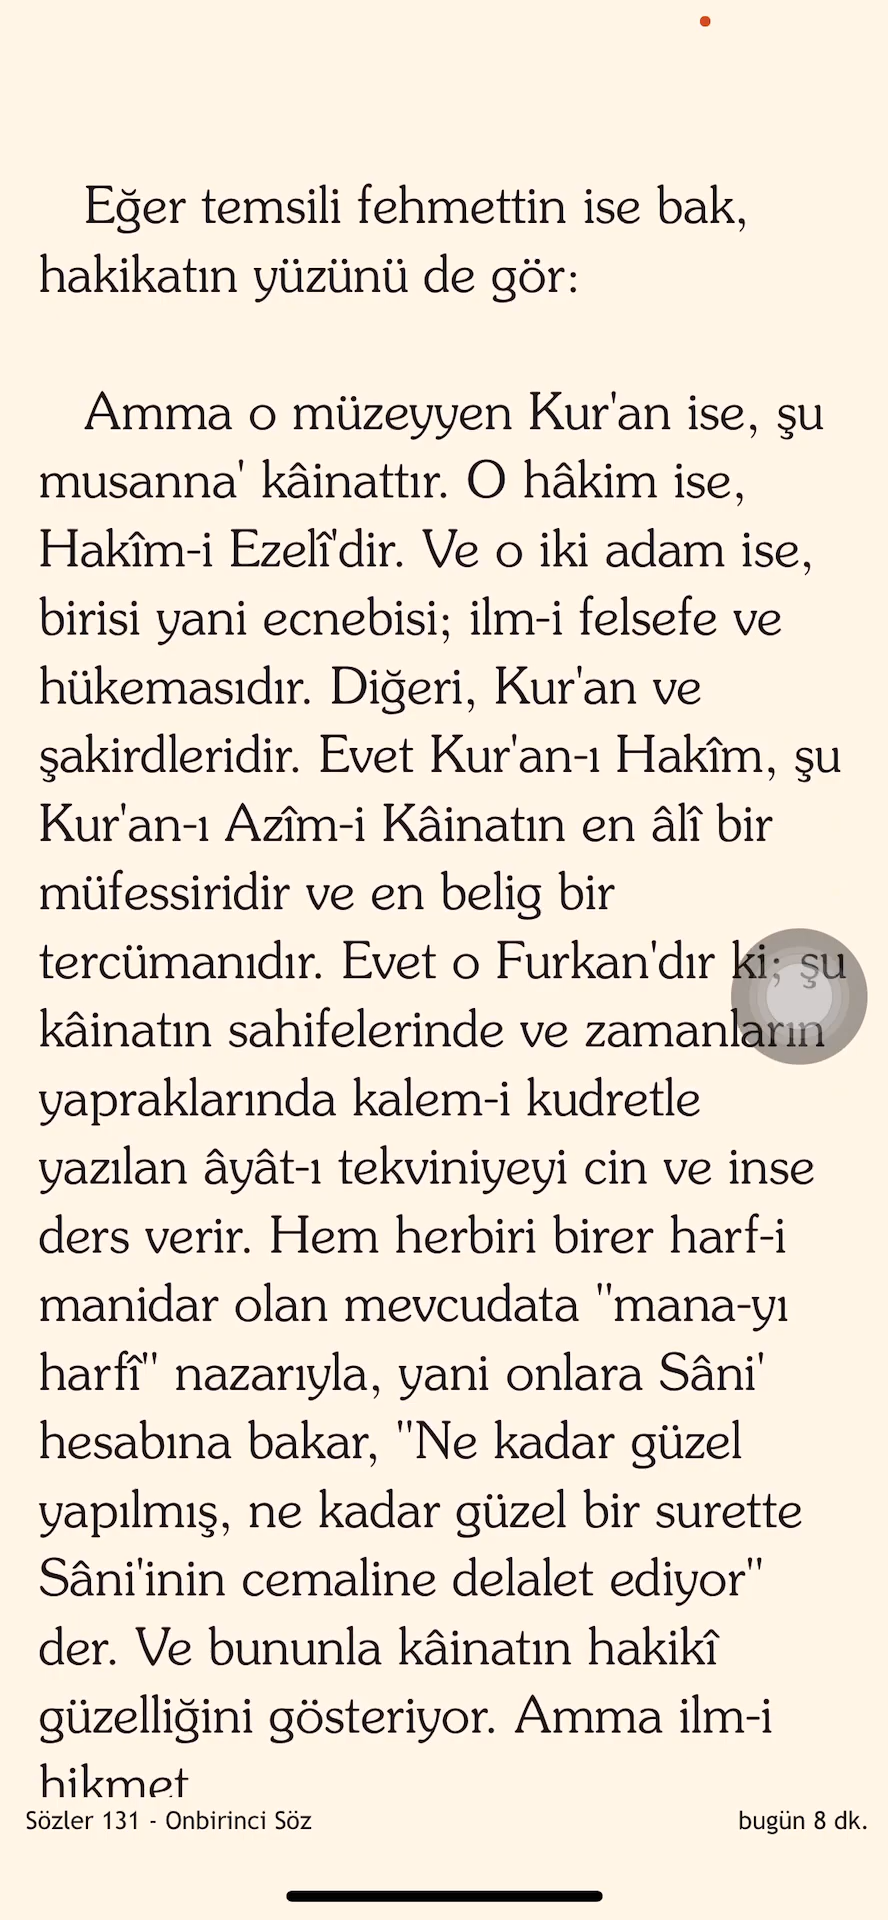 Eğer temsili fehmettin ise bak,
hakikatın yüzünü de gör:
Amma o müzeyyen Kur'an ise, şu
musanna' kâinattır. O hâkim ise,
Hakîm-i Ezelî'dir. Ve o iki adam ise,
birisi yani ecnebisi; ilm-i felsefe ve
hükemasıdır. Diğeri, Kur'an ve
şakirdleridir. Evet Kur'an-ı Hakîm, şu
Kur'an-ı Azîm-i Kâinatın en âlî bir
müfessiridir ve en belig bir
tercümanıdır. Evet o Furkan'dır ki; şu
kâinatın sahifelerinde ve zamanların
yapraklarında kalem-i kudretle
yazılan âyât-ı tekviniyeyi cin ve inse
ders verir. Hem herbiri birer harf-i
manidar olan mevcudata "mana-yı
harfî" nazarıyla, yani onlara Sâni'
hesabına bakar, "Ne kadar güzel
yapılmış, ne kadar güzel bir surette
Sâni'inin cemaline delalet ediyor"
der. Ve bununla kâinatın hakikî
güzelliğini gösteriyor. Amma ilm-i
hikmet
Sözler 131 - Onbirinci Söz
bugün 8 dk.